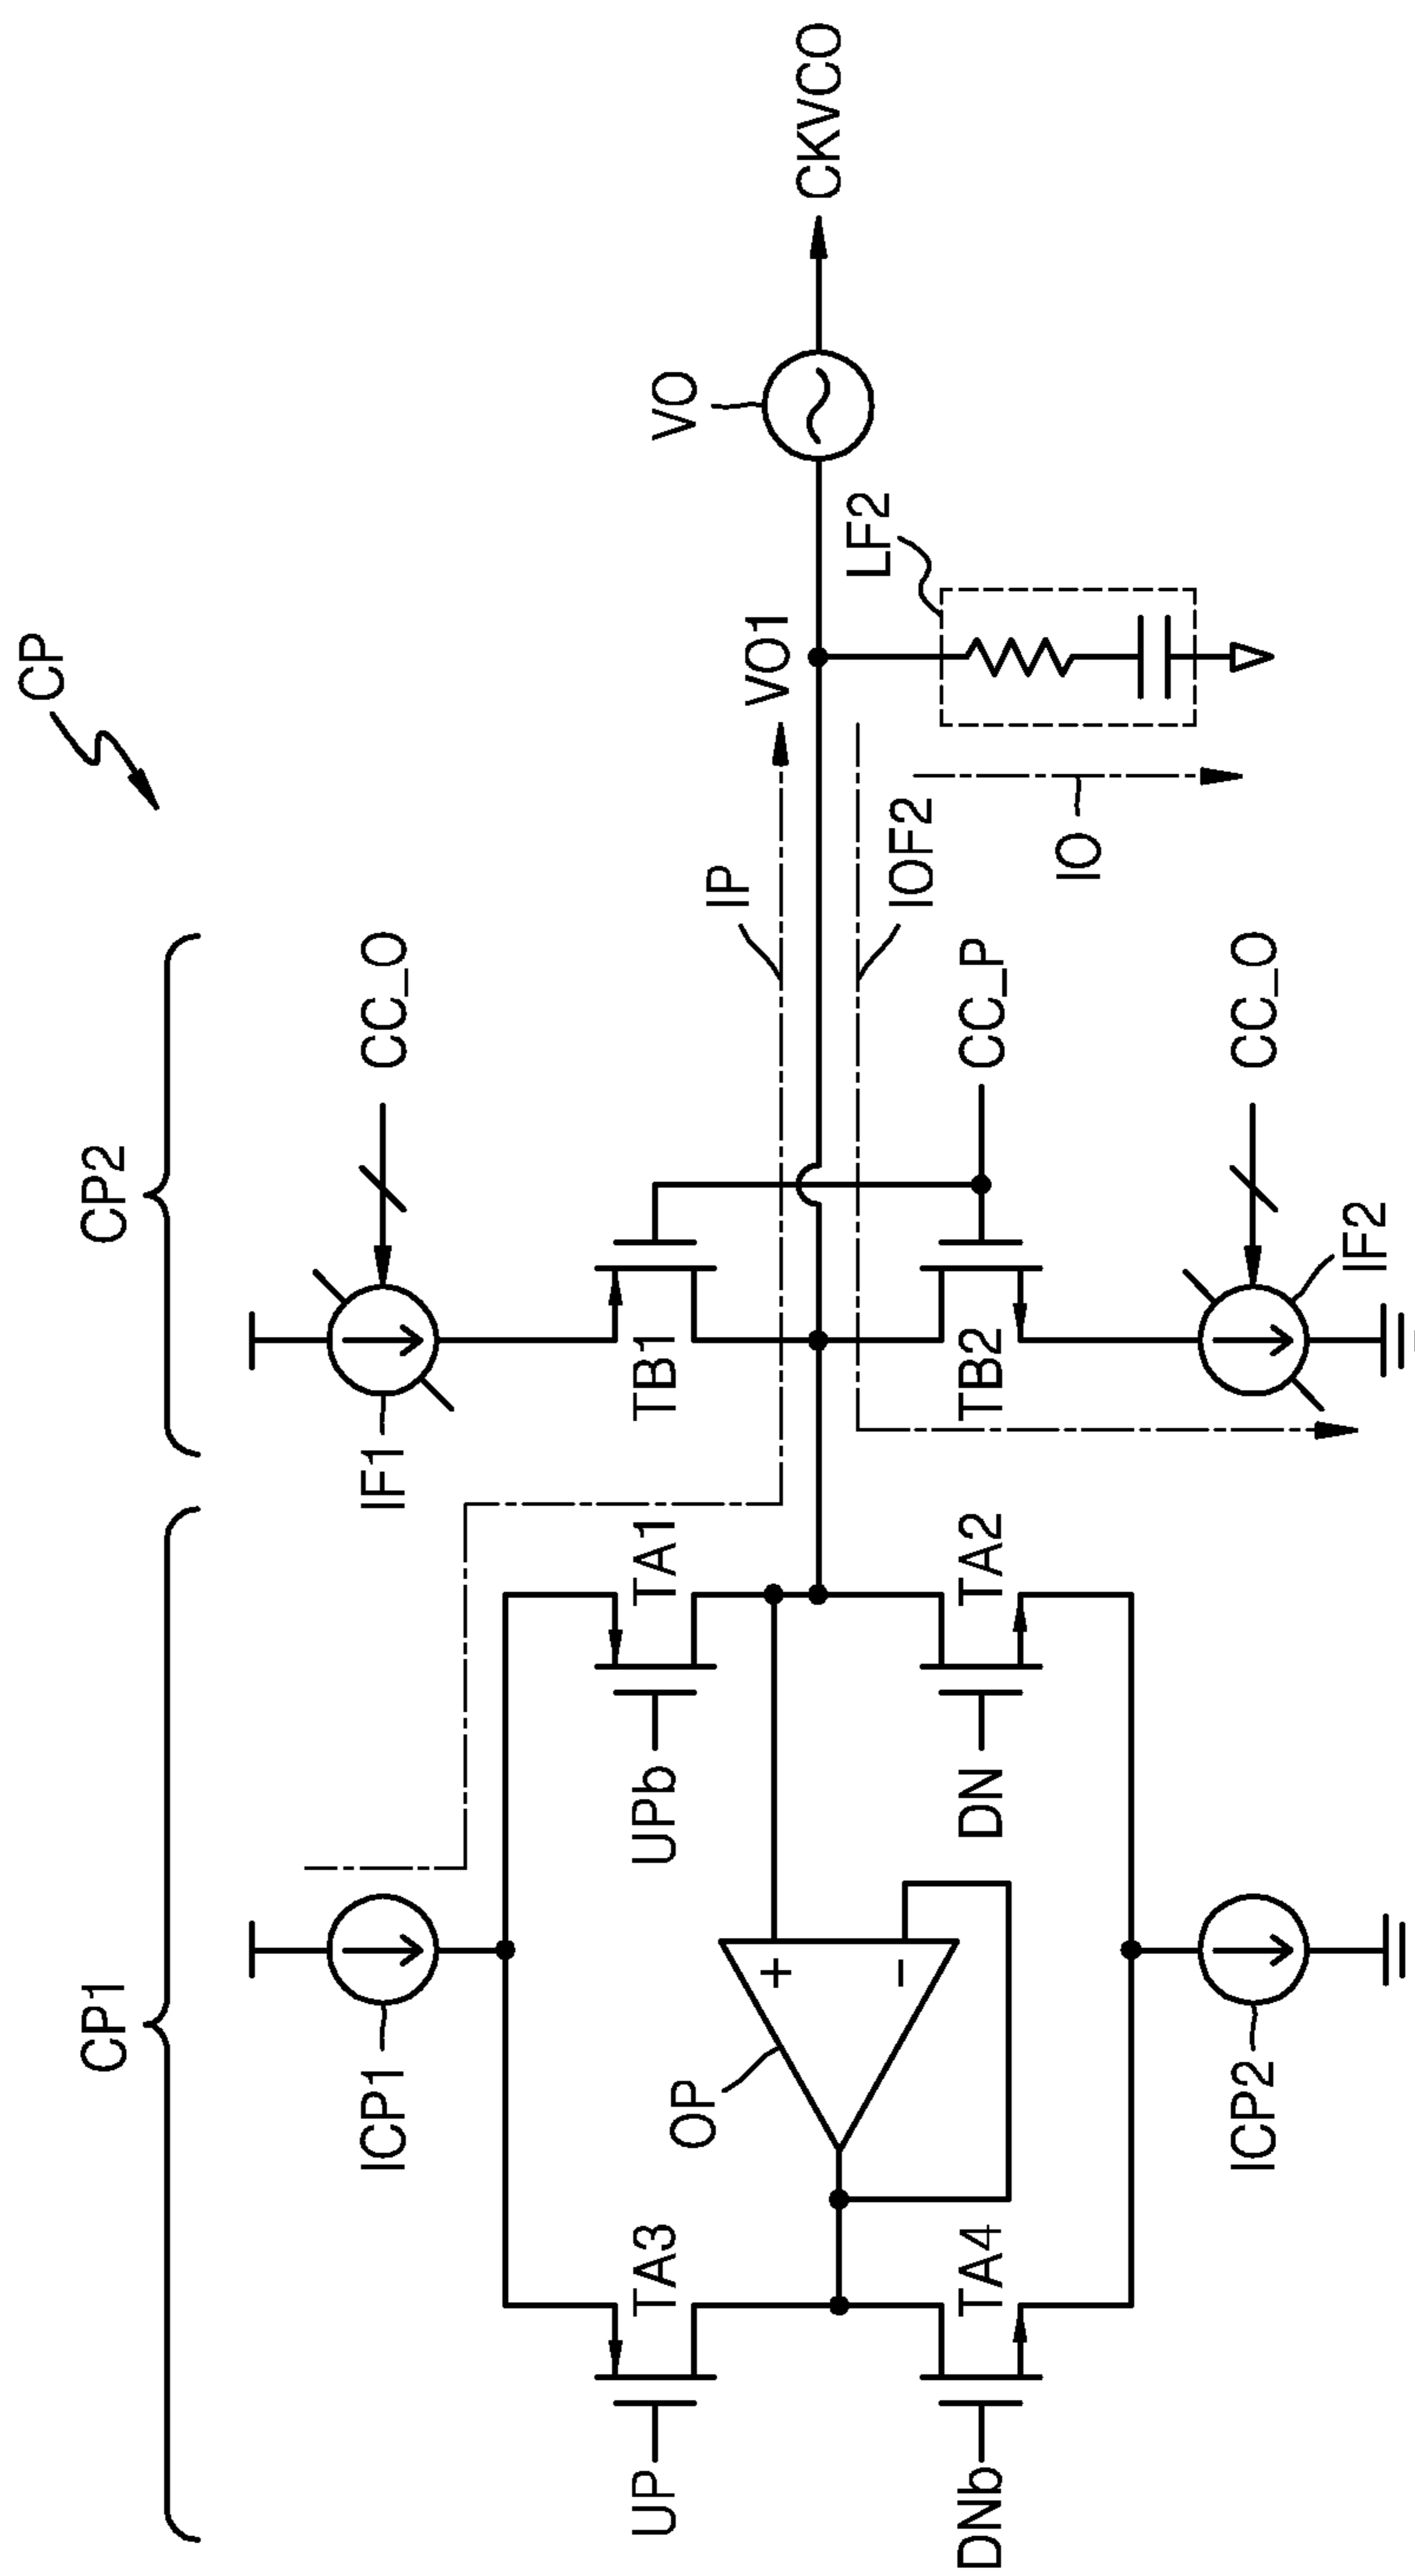 CP
CP1
CP2
ICP1
IF1
CC_O
UP
TA3
UPb
TA1
TB1
IP
VO1
VO
CKVCO
OP
+
−
IOF2
LF2
DNb
TA4
DN
TA2
TB2
CC_P
IO
ICP2
IF2
CC_O